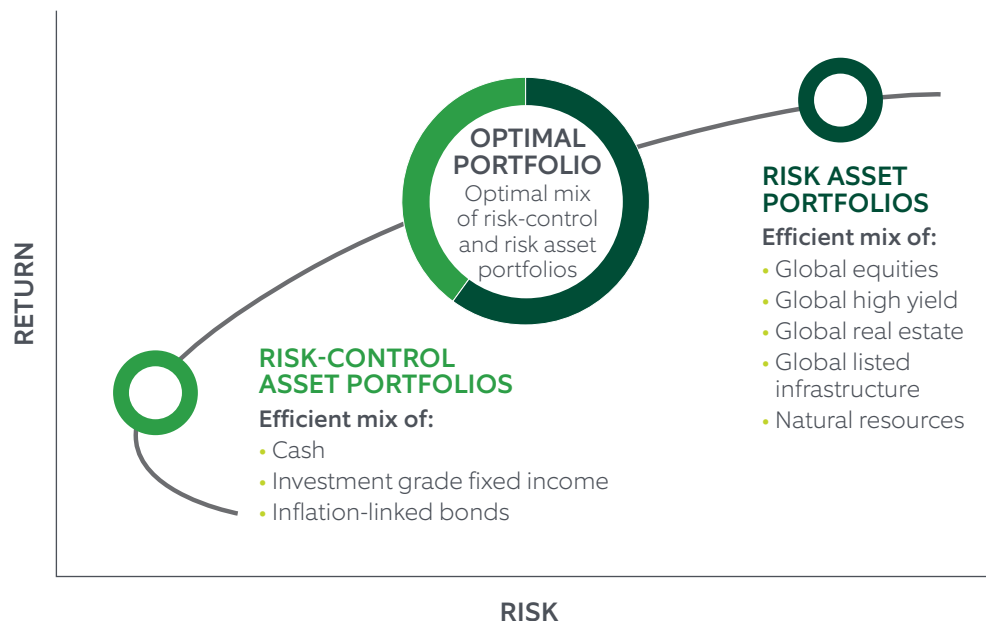 OPTIMAL
PORTFOLIO
Optimal mix
of risk-control
and risk asset
portfolios
RISK ASSET
PORTFOLIOS
Efficient mix of:
• Global equities
• Global high yield
• Global real estate
• Global listed
infrastructure
• Natural resources
RETURN
RISK-CONTROL
ASSET PORTFOLIOS
Efficient mix of:
• Cash
• Investment grade fixed income
• Inflation-linked bonds
RISK